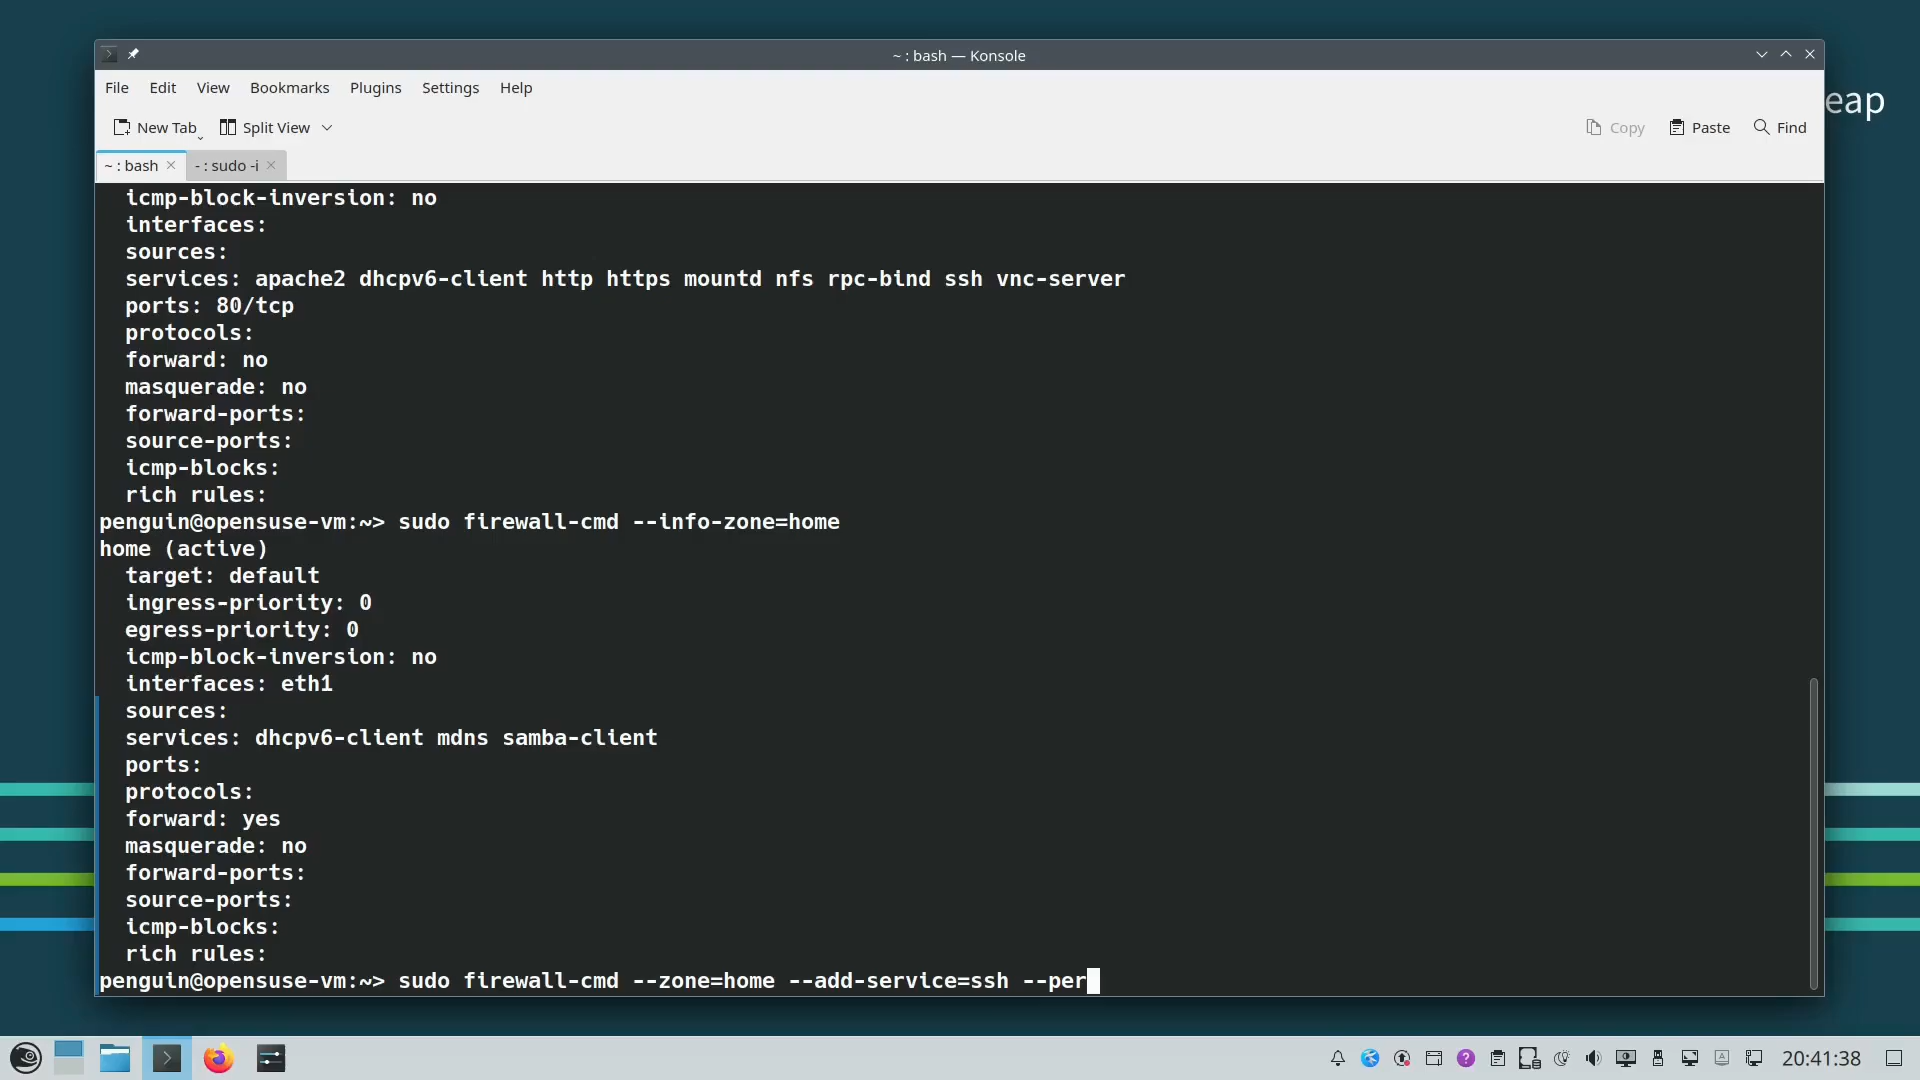 ~ : bash — Konsole
File Edit View Bookmarks Plugins Settings Help
eap
New Tab Split View Copy Paste Find
~ : bash - : sudo -i
icmp-block-inversion: no
interfaces:
sources:
services: apache2 dhcpv6-client http https mountd nfs rpc-bind ssh vnc-server
ports: 80/tcp
protocols:
forward: no
masquerade: no
forward-ports:
source-ports:
icmp-blocks:
rich rules:
penguin@opensuse-vm:~> sudo firewall-cmd --info-zone=home
home (active)
target: default
ingress-priority: 0
egress-priority: 0
icmp-block-inversion: no
interfaces: eth1
sources:
services: dhcpv6-client mdns samba-client
ports:
protocols:
forward: yes
masquerade: no
forward-ports:
source-ports:
icmp-blocks:
rich rules:
penguin@opensuse-vm:~> sudo firewall-cmd --zone=home --add-service=ssh --per
20:41:38